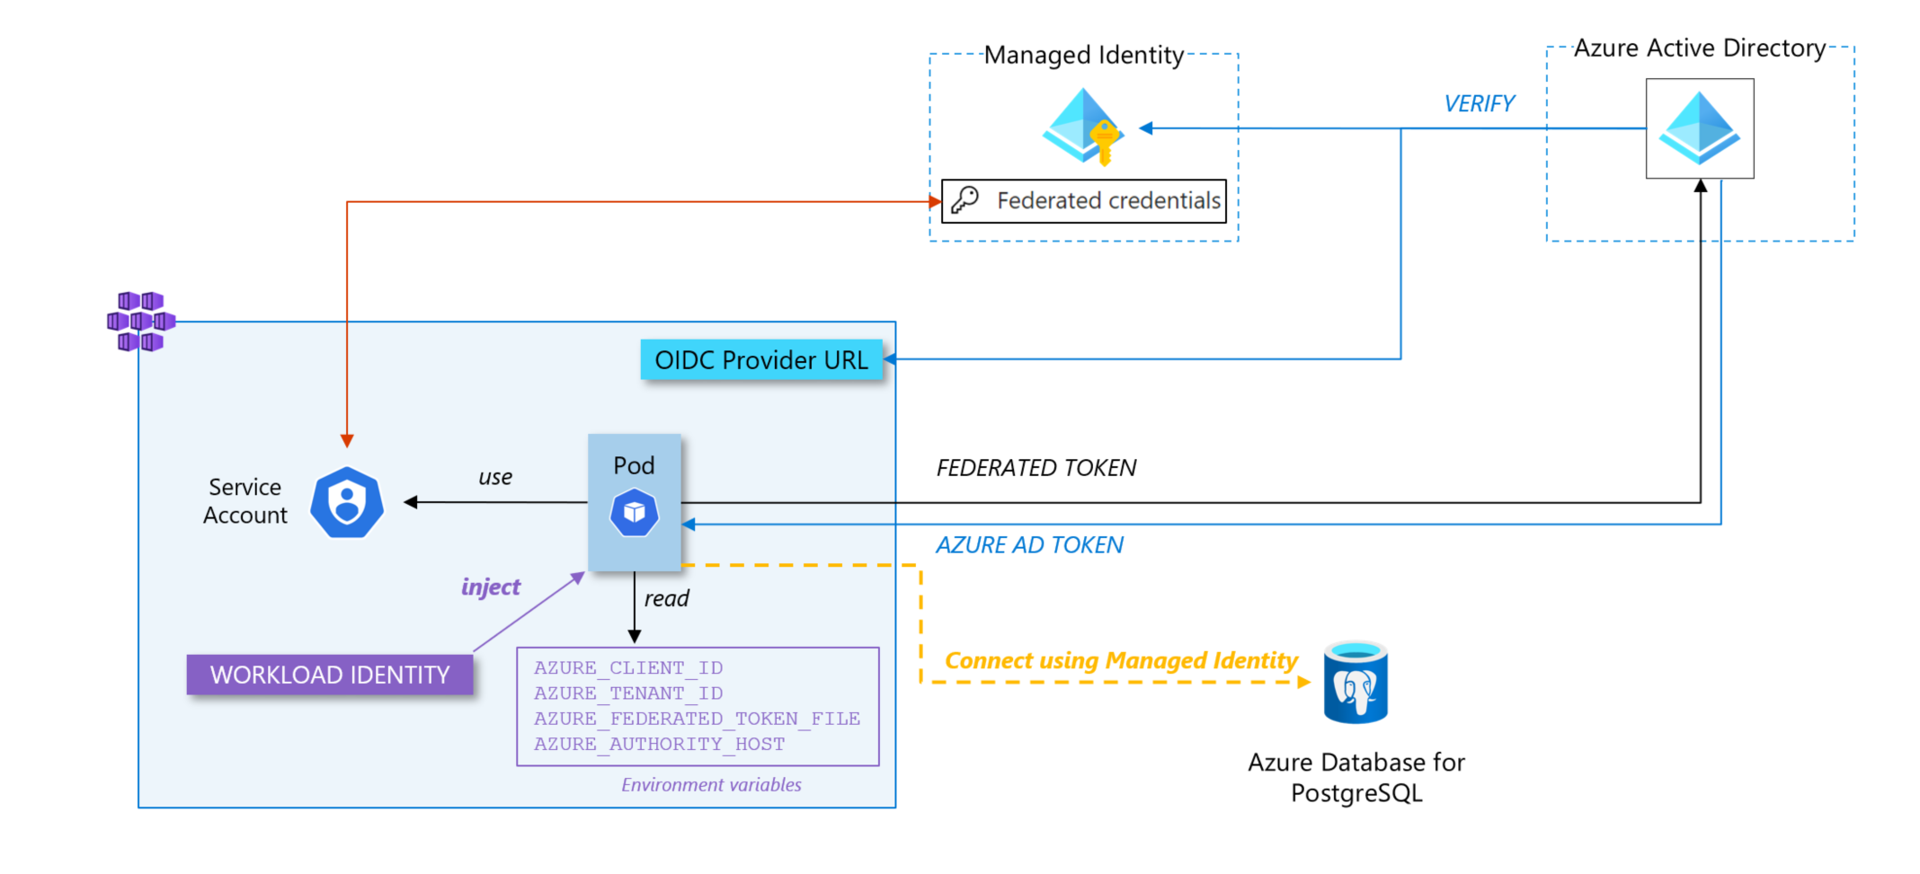 Managed Identity
Azure Active Directory
VERIFY
Federated credentials
OIDC Provider URL
Pod
use
Service
Account
FEDERATED TOKEN
AZURE AD TOKEN
inject
read
WORKLOAD IDENTITY
AZURE_CLIENT_ID
AZURE_TENANT_ID
AZURE_FEDERATED_TOKEN_FILE
AZURE_AUTHORITY_HOST
Environment variables
Connect using Managed Identity
Azure Database for
PostgreSQL